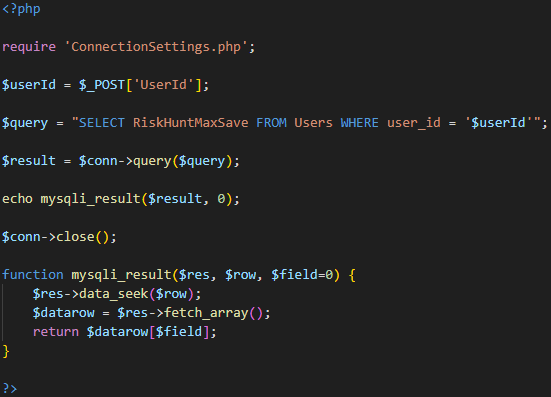 <?php
require 'ConnectionSettings.php';
$userId = $_POST['UserId'];
$query = "SELECT RiskHuntMaxSave FROM Users WHERE user_id = '$userId'";
$result = $conn->query($query);
echo mysqli_result($result, 0);
$conn->close();
function mysqli_result($res, $row, $field=0) {
    $res->data_seek($row);
    $datarow = $res->fetch_array();
    return $datarow[$field];
}
?>